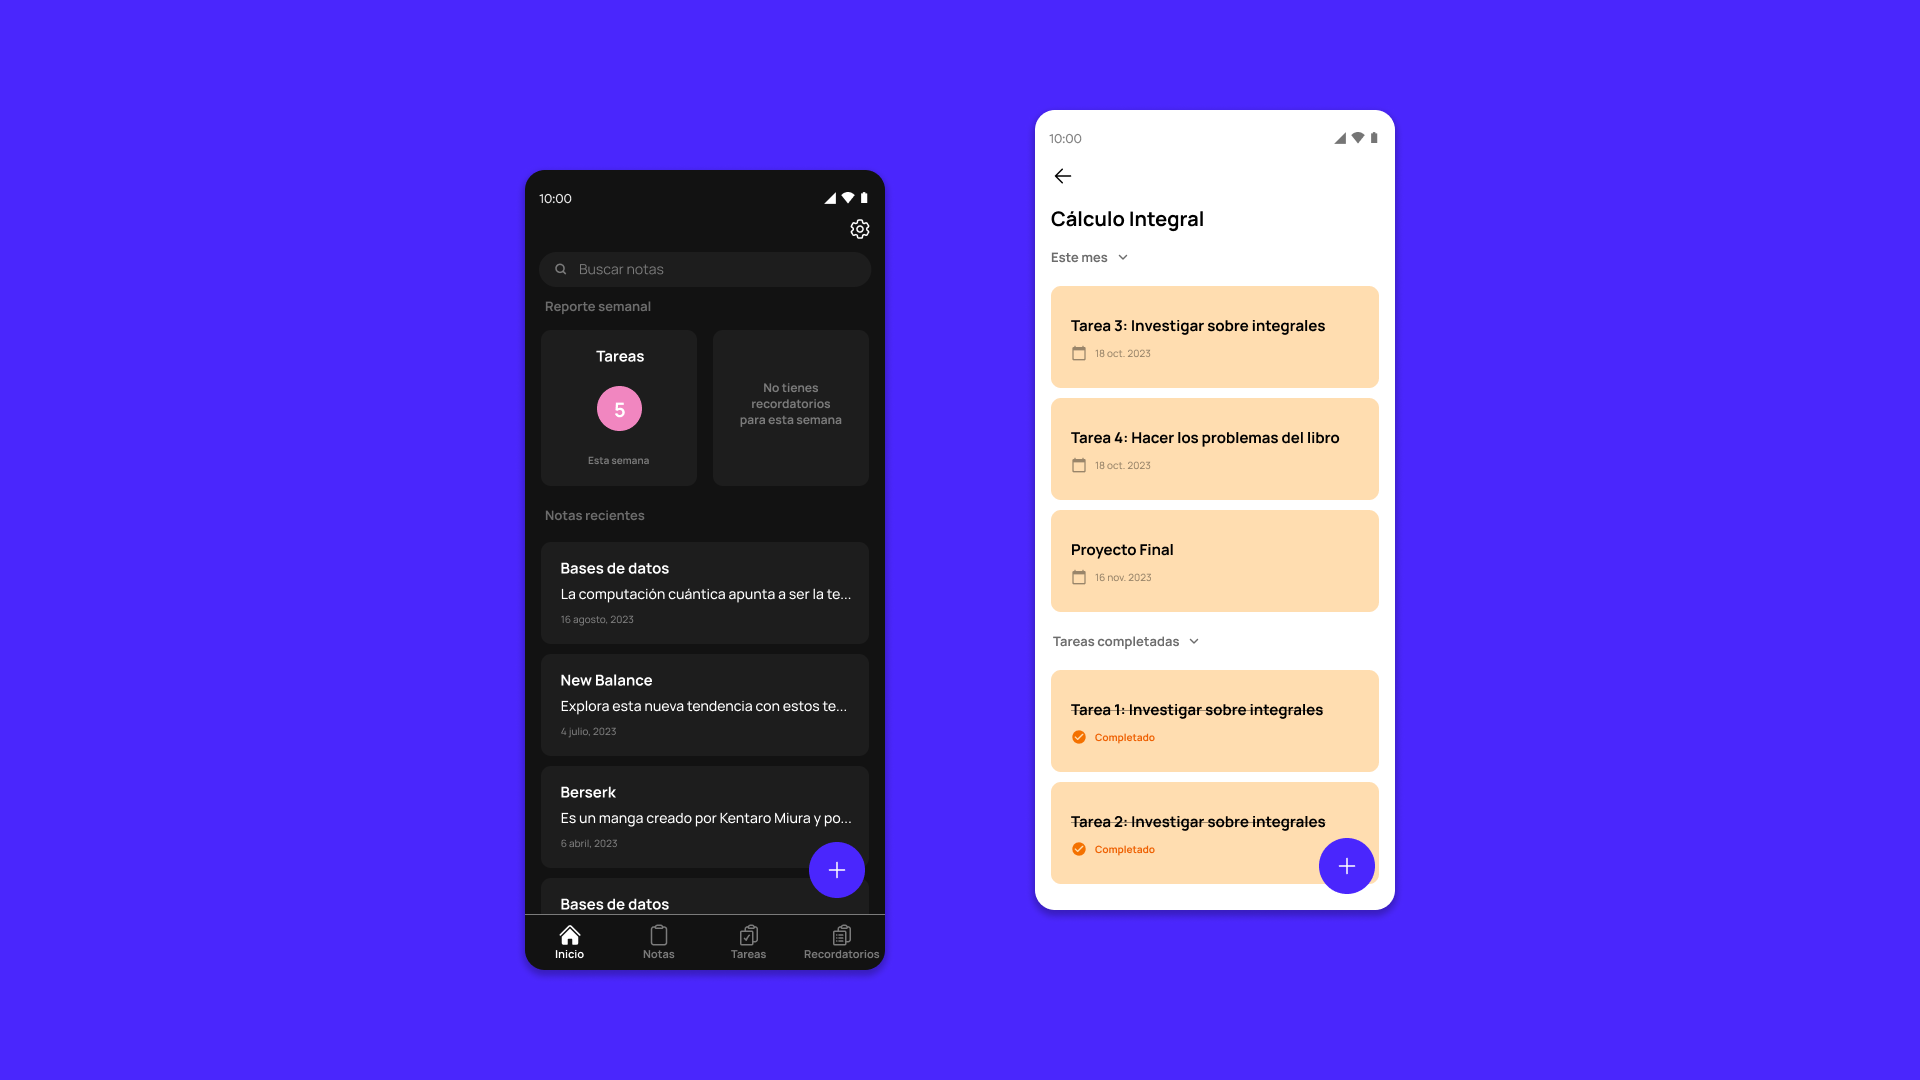 10:00
Buscar notas
Reporte semanal
Tareas
5
Esta semana
No tienes
recordatorios
para esta semana
Notas recientes
Bases de datos
La computación cuántica apunta a ser la te...
16 agosto, 2023
New Balance
Explora esta nueva tendencia con estos te...
4 julio, 2023
Berserk
Es un manga creado por Kentaro Miura y po...
6 abril, 2023
Bases de datos
Inicio
Notas
Tareas
Recordatorios
10:00
Cálculo Integral
Este mes
Tarea 3: Investigar sobre integrales
18 oct. 2023
Tarea 4: Hacer los problemas del libro
18 oct. 2023
Proyecto Final
16 nov. 2023
Tareas completadas
Tarea 1: Investigar sobre integrales
Completado
Tarea 2: Investigar sobre integrales
Completado